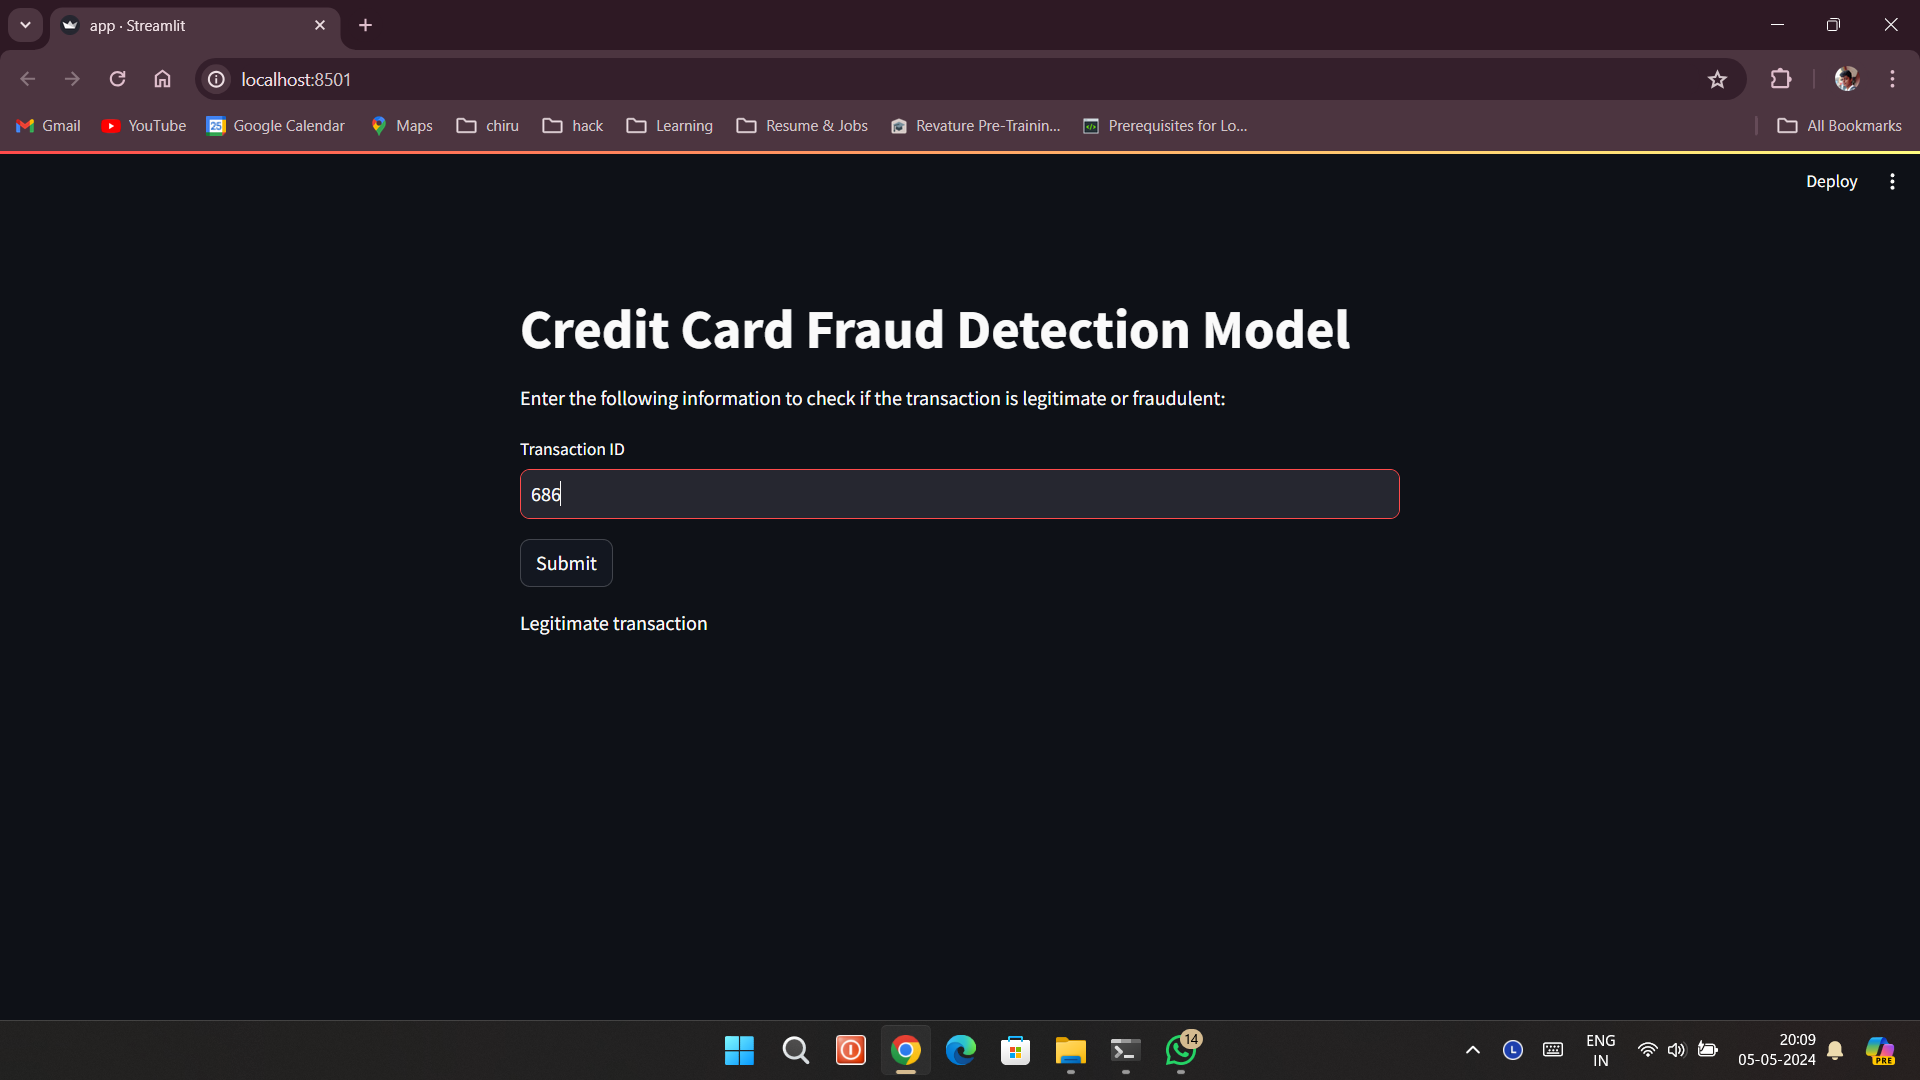 app · Streamlit
localhost:8501
Gmail YouTube Google Calendar Maps chiru hack Learning Resume & Jobs Revature Pre-Trainin... Prerequisites for Lo... All Bookmarks
Deploy
Credit Card Fraud Detection Model
Enter the following information to check if the transaction is legitimate or fraudulent:
Transaction ID
686
Submit
Legitimate transaction
14
L
ENG
IN
20:09
05-05-2024
PRE
25